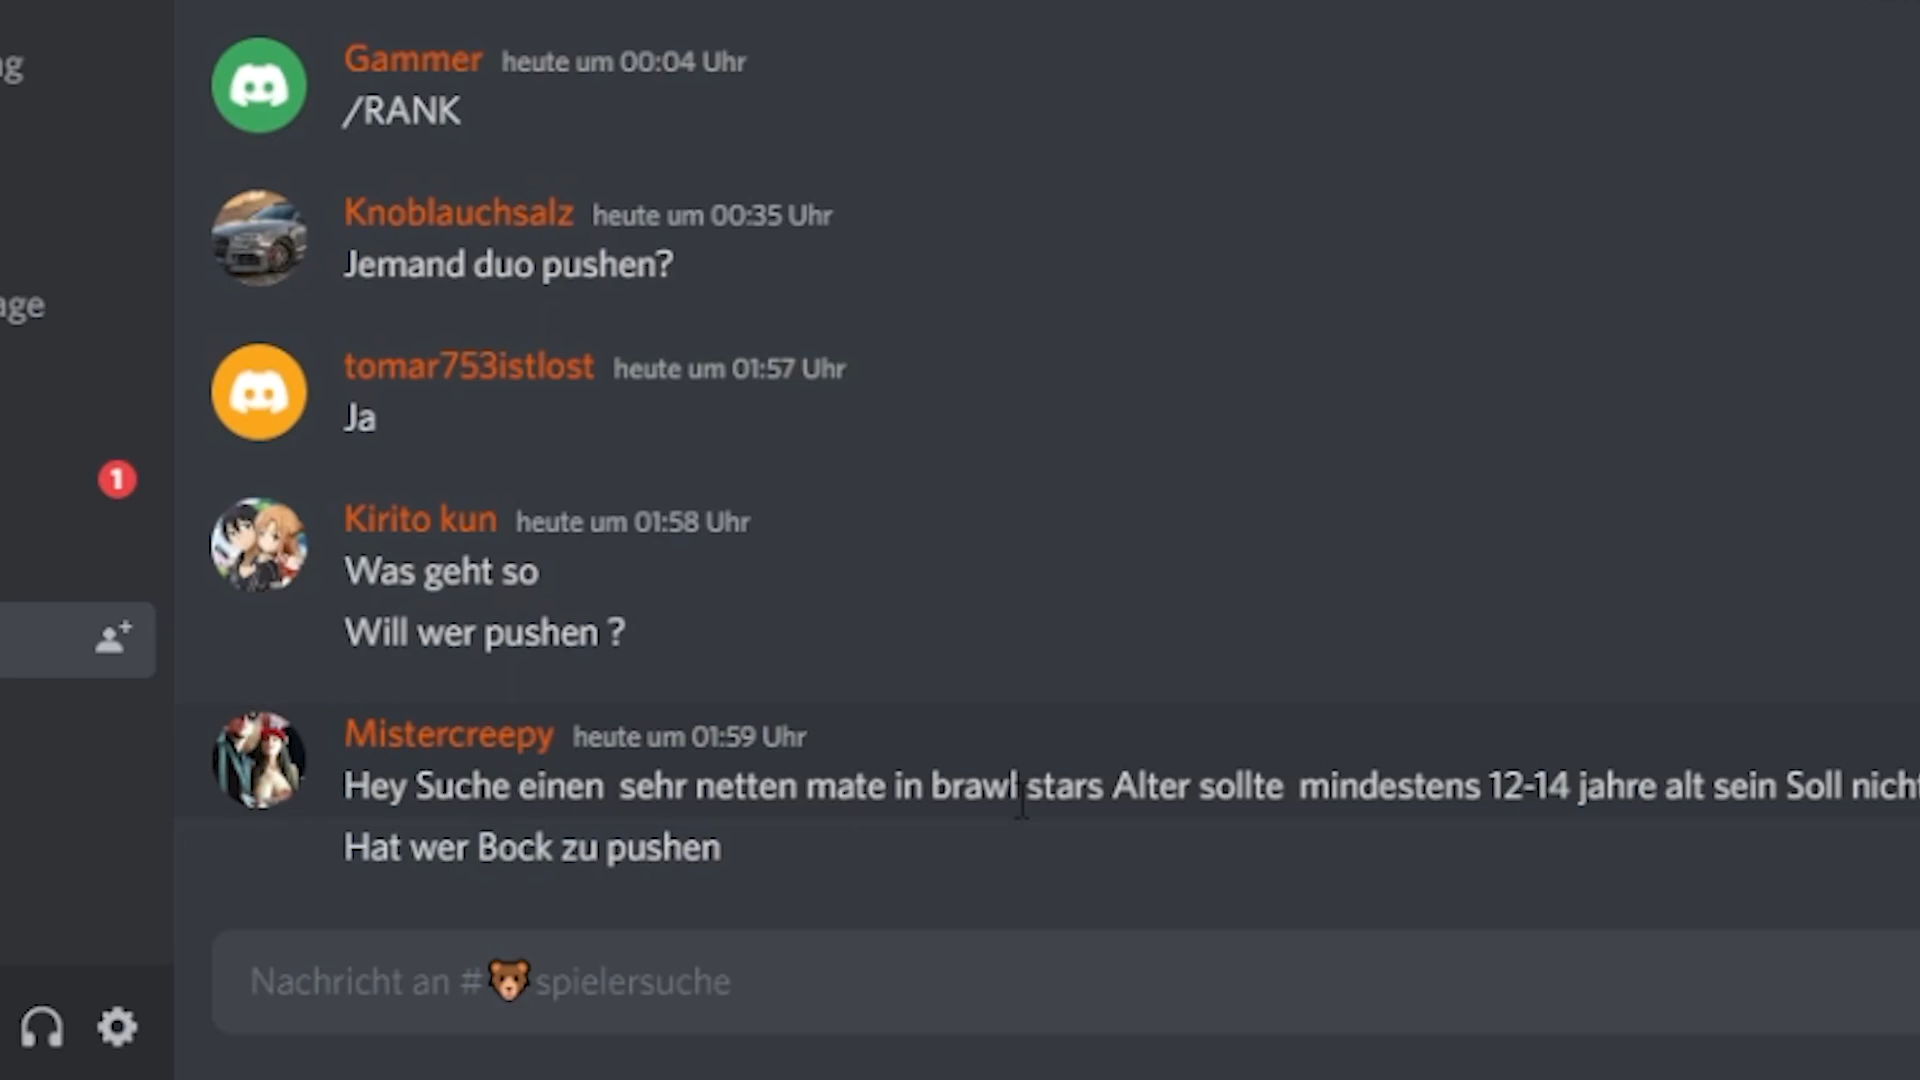 Gammer heute um 00:04 Uhr
/RANK
Knoblauchsalz heute um 00:35 Uhr
Jemand duo pushen?
age
tomar753istlost heute um 01:57 Uhr
Ja
1
Kirito kun heute um 01:58 Uhr
Was geht so
Will wer pushen ?
Mistercreepy heute um 01:59 Uhr
Hey Suche einen sehr netten mate in brawl stars Alter sollte mindestens 12-14 jahre alt sein Soll nicht
Hat wer Bock zu pushen
Nachricht an #🐻spielersuche